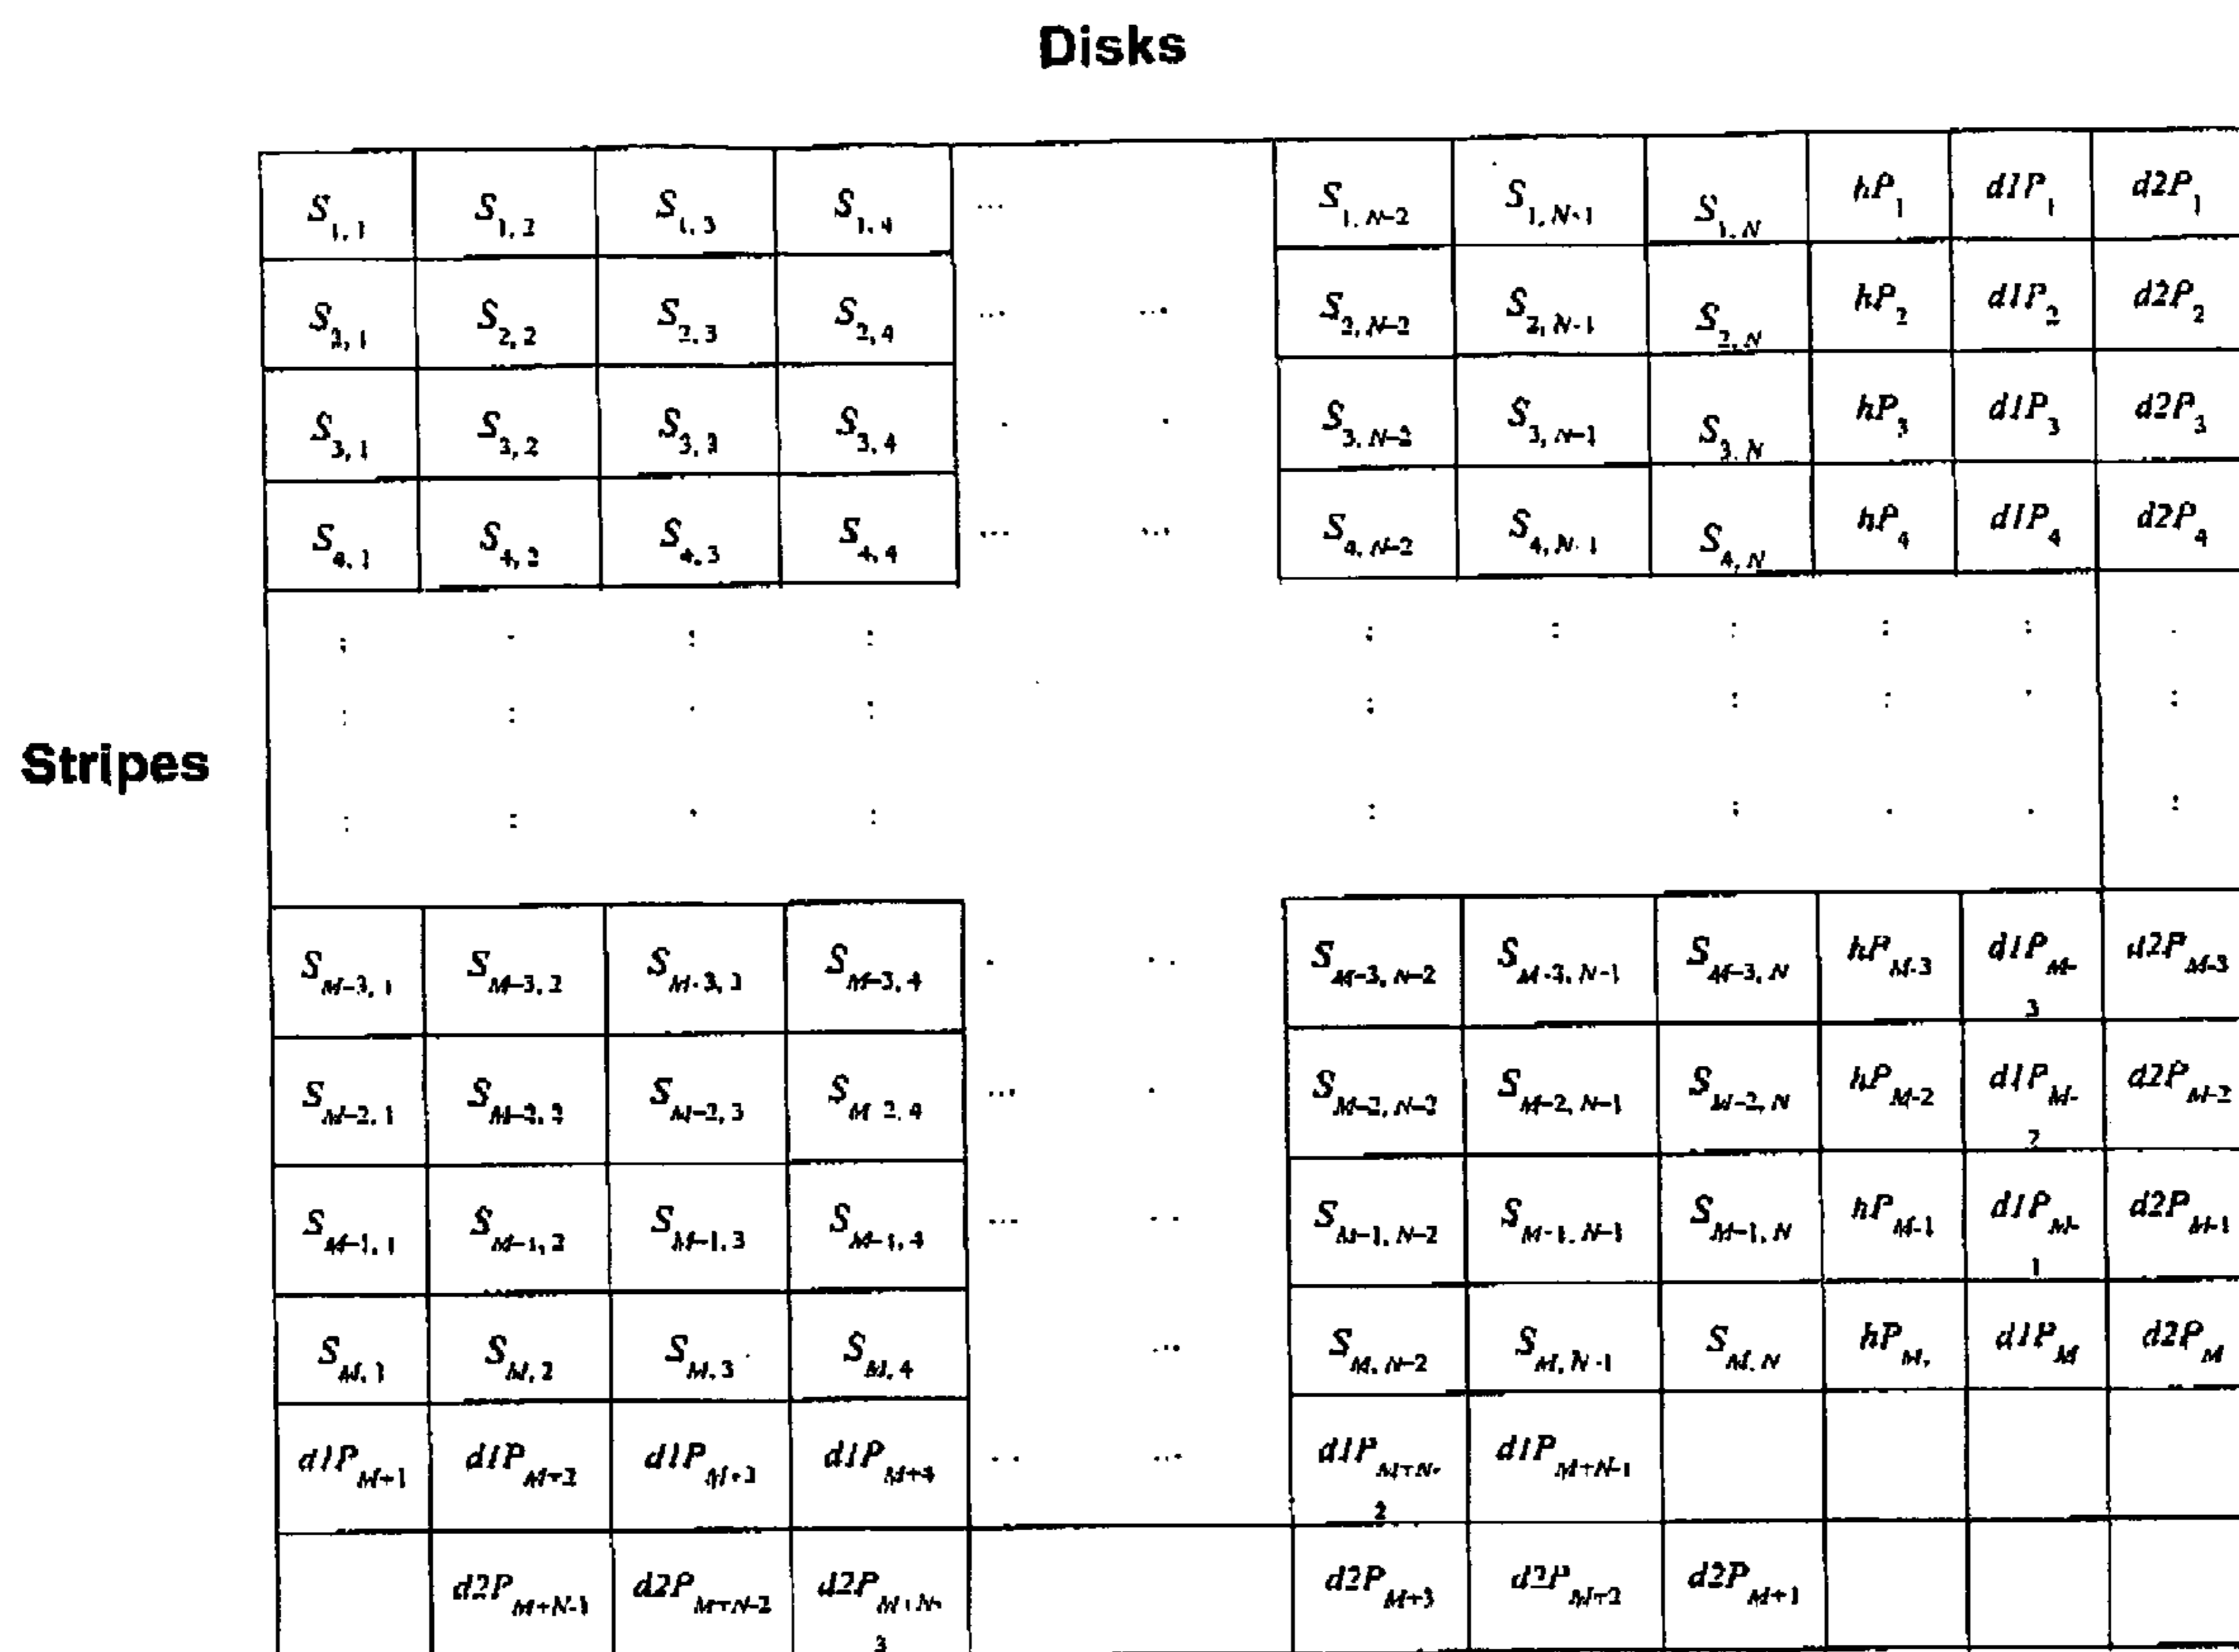 Disks
S1,1 S1,2 S1,3 S1,4 ... S1,N-2 S1,N-1 S1,N hP1 d1P1 d2P1
S2,1 S2,2 S2,3 S2,4 ... ... S2,N-2 S2,N-1 S2,N hP2 d1P2 d2P2
S3,1 S3,2 S3,3 S3,4 S3,N-2 S3,N-1 S3,N hP3 d1P3 d2P3
S4,1 S4,2 S4,3 S4,4 ... ... S4,N-2 S4,N-1 S4,N hP4 d1P4 d2P4
Stripes
SM-3,1 SM-3,2 SM-3,3 SM-3,4 SM-3,N-2 SM-3,N-1 SM-3,N hPM-3 d1PM-3 d2PM-3
SM-2,1 SM-2,2 SM-2,3 SM-2,4 ... SM-2,N-2 SM-2,N-1 SM-2,N hPM-2 d1PM-2 d2PM-2
SM-1,1 SM-1,2 SM-1,3 SM-1,4 ... SM-1,N-2 SM-1,N-1 SM-1,N hPM-1 d1PM-1 d2PM-1
SM,1 SM,2 SM,3 SM,4 ... SM,N-2 SM,N-1 SM,N hPM, d1PM d2PM
d1PM+1 d1PM+2 d1PM+3 d1PM+4 ... d1PM+N-2 d1PM+N-1
d2PM+N-1 d2PM+N-2 d2PM+N-3 d2PM+3 d2PM+2 d2PM+1